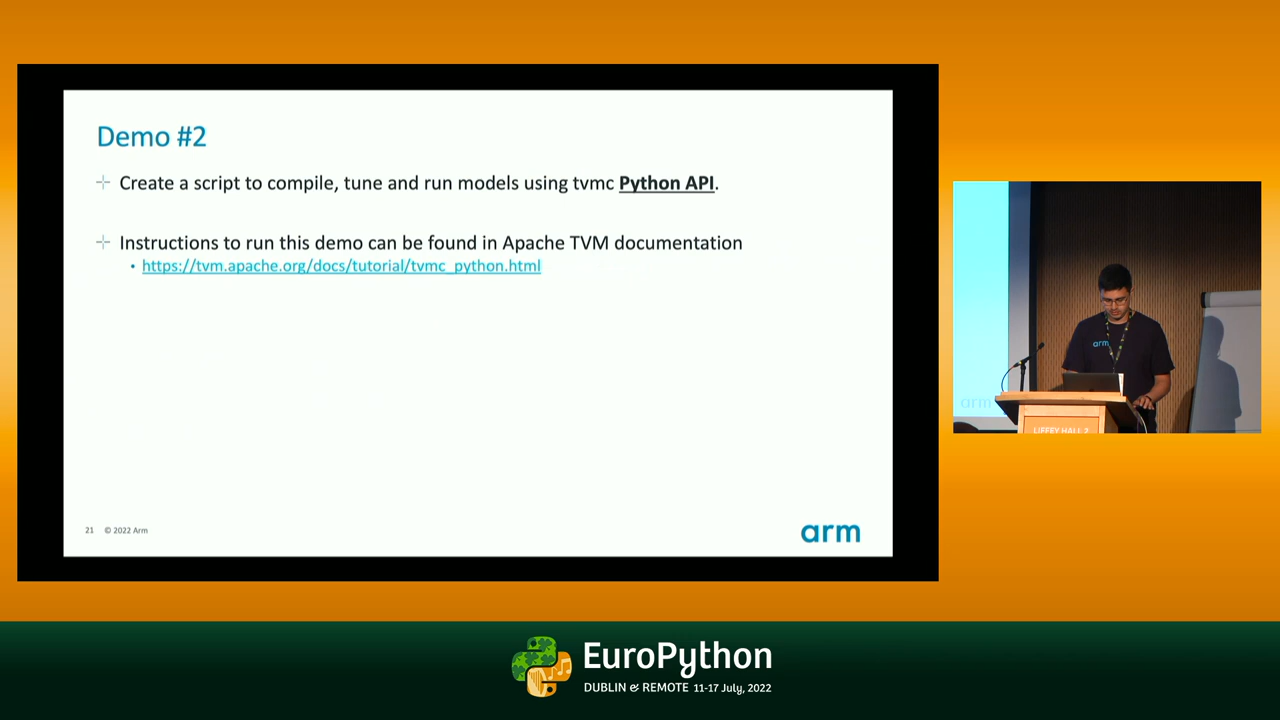 Demo #2
Create a script to compile, tune and run models using tvmc Python API.
Instructions to run this demo can be found in Apache TVM documentation
• https://tvm.apache.org/docs/tutorial/tvmc_python.html
21 © 2022 Arm
arm
arm
arm
LIFFEY HALL 2
EuroPython
DUBLIN & REMOTE 11-17 July, 2022